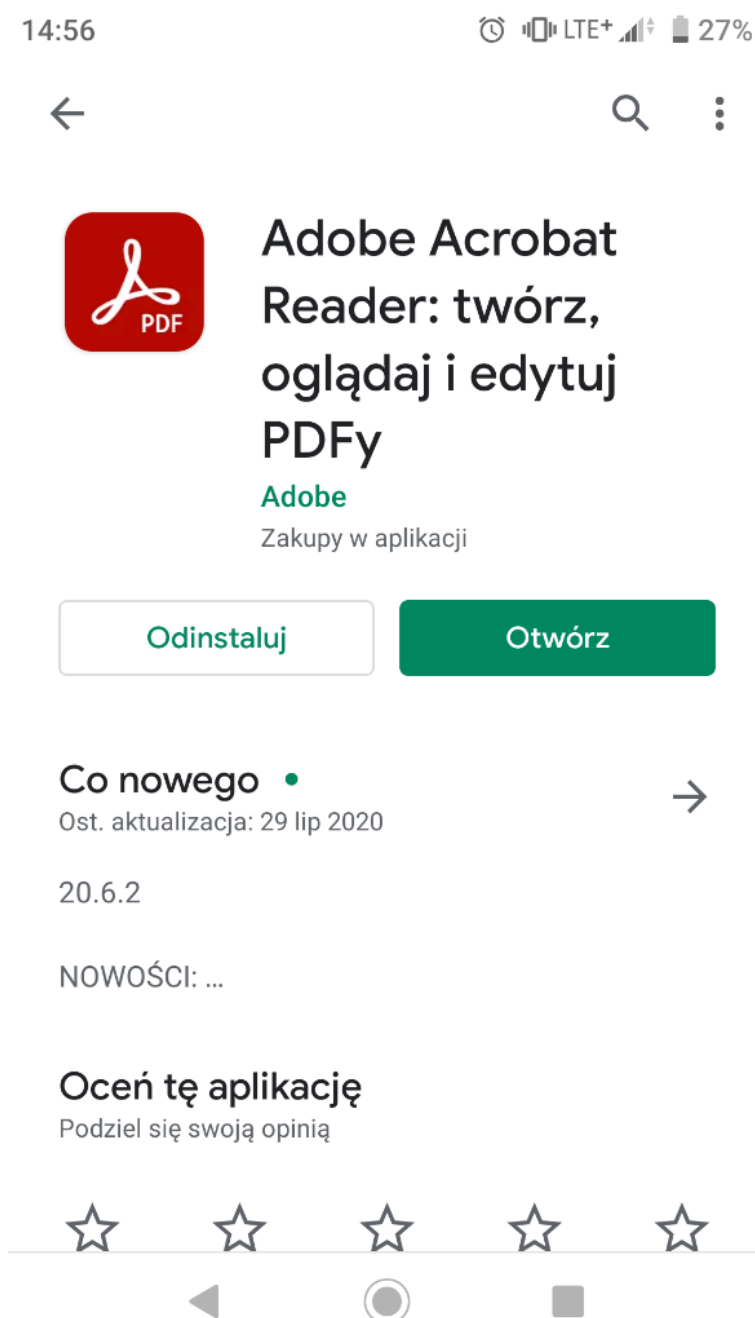 14:56 LTE+ 27%
PDF
Adobe Acrobat
Reader: twórz,
oglądaj i edytuj
PDFy
Adobe
Zakupy w aplikacji
Odinstaluj Otwórz
Co nowego
Ost. aktualizacja: 29 lip 2020
20.6.2
NOWOŚCI: ...
Oceń tę aplikację
Podziel się swoją opinią